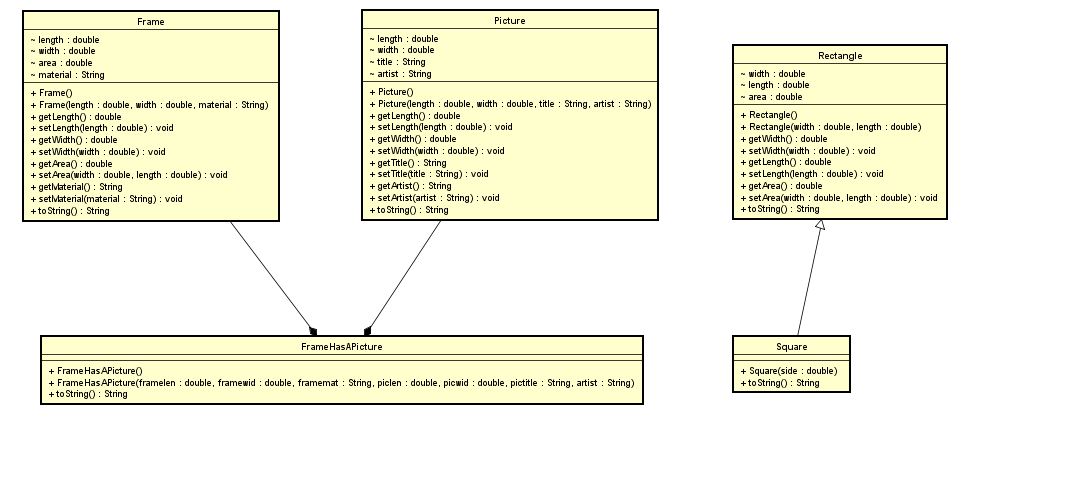 Frame
~ length : double
~ width : double
~ area : double
~ material : String
+ Frame()
+ Frame(length : double, width : double, material : String)
+ getLength() : double
+ setLength(length : double) : void
+ getWidth() : double
+ setWidth(width : double) : void
+ getArea() : double
+ setArea(width : double, length : double) : void
+ getMaterial() : String
+ setMaterial(material : String) : void
+ toString() : String
Picture
~ length : double
~ width : double
~ title : String
~ artist : String
+ Picture()
+ Picture(length : double, width : double, title : String, artist : String)
+ getLength() : double
+ setLength(length : double) : void
+ getWidth() : double
+ setWidth(width : double) : void
+ getTitle() : String
+ setTitle(title : String) : void
+ getArtist() : String
+ setArtist(artist : String) : void
+ toString() : String
Rectangle
~ width : double
~ length : double
~ area : double
+ Rectangle()
+ Rectangle(width : double, length : double)
+ getWidth() : double
+ setWidth(width : double) : void
+ getLength() : double
+ setLength(length : double) : void
+ getArea() : double
+ setArea(width : double, length : double) : void
+ toString() : String
FrameHasAPicture
+ FrameHasAPicture()
+ FrameHasAPicture(framelen : double, framewid : double, framemat : String, piclen : double, picwid : double, pictitle : String, artist : String)
+ toString() : String
Square
+ Square(side : double)
+ toString() : String